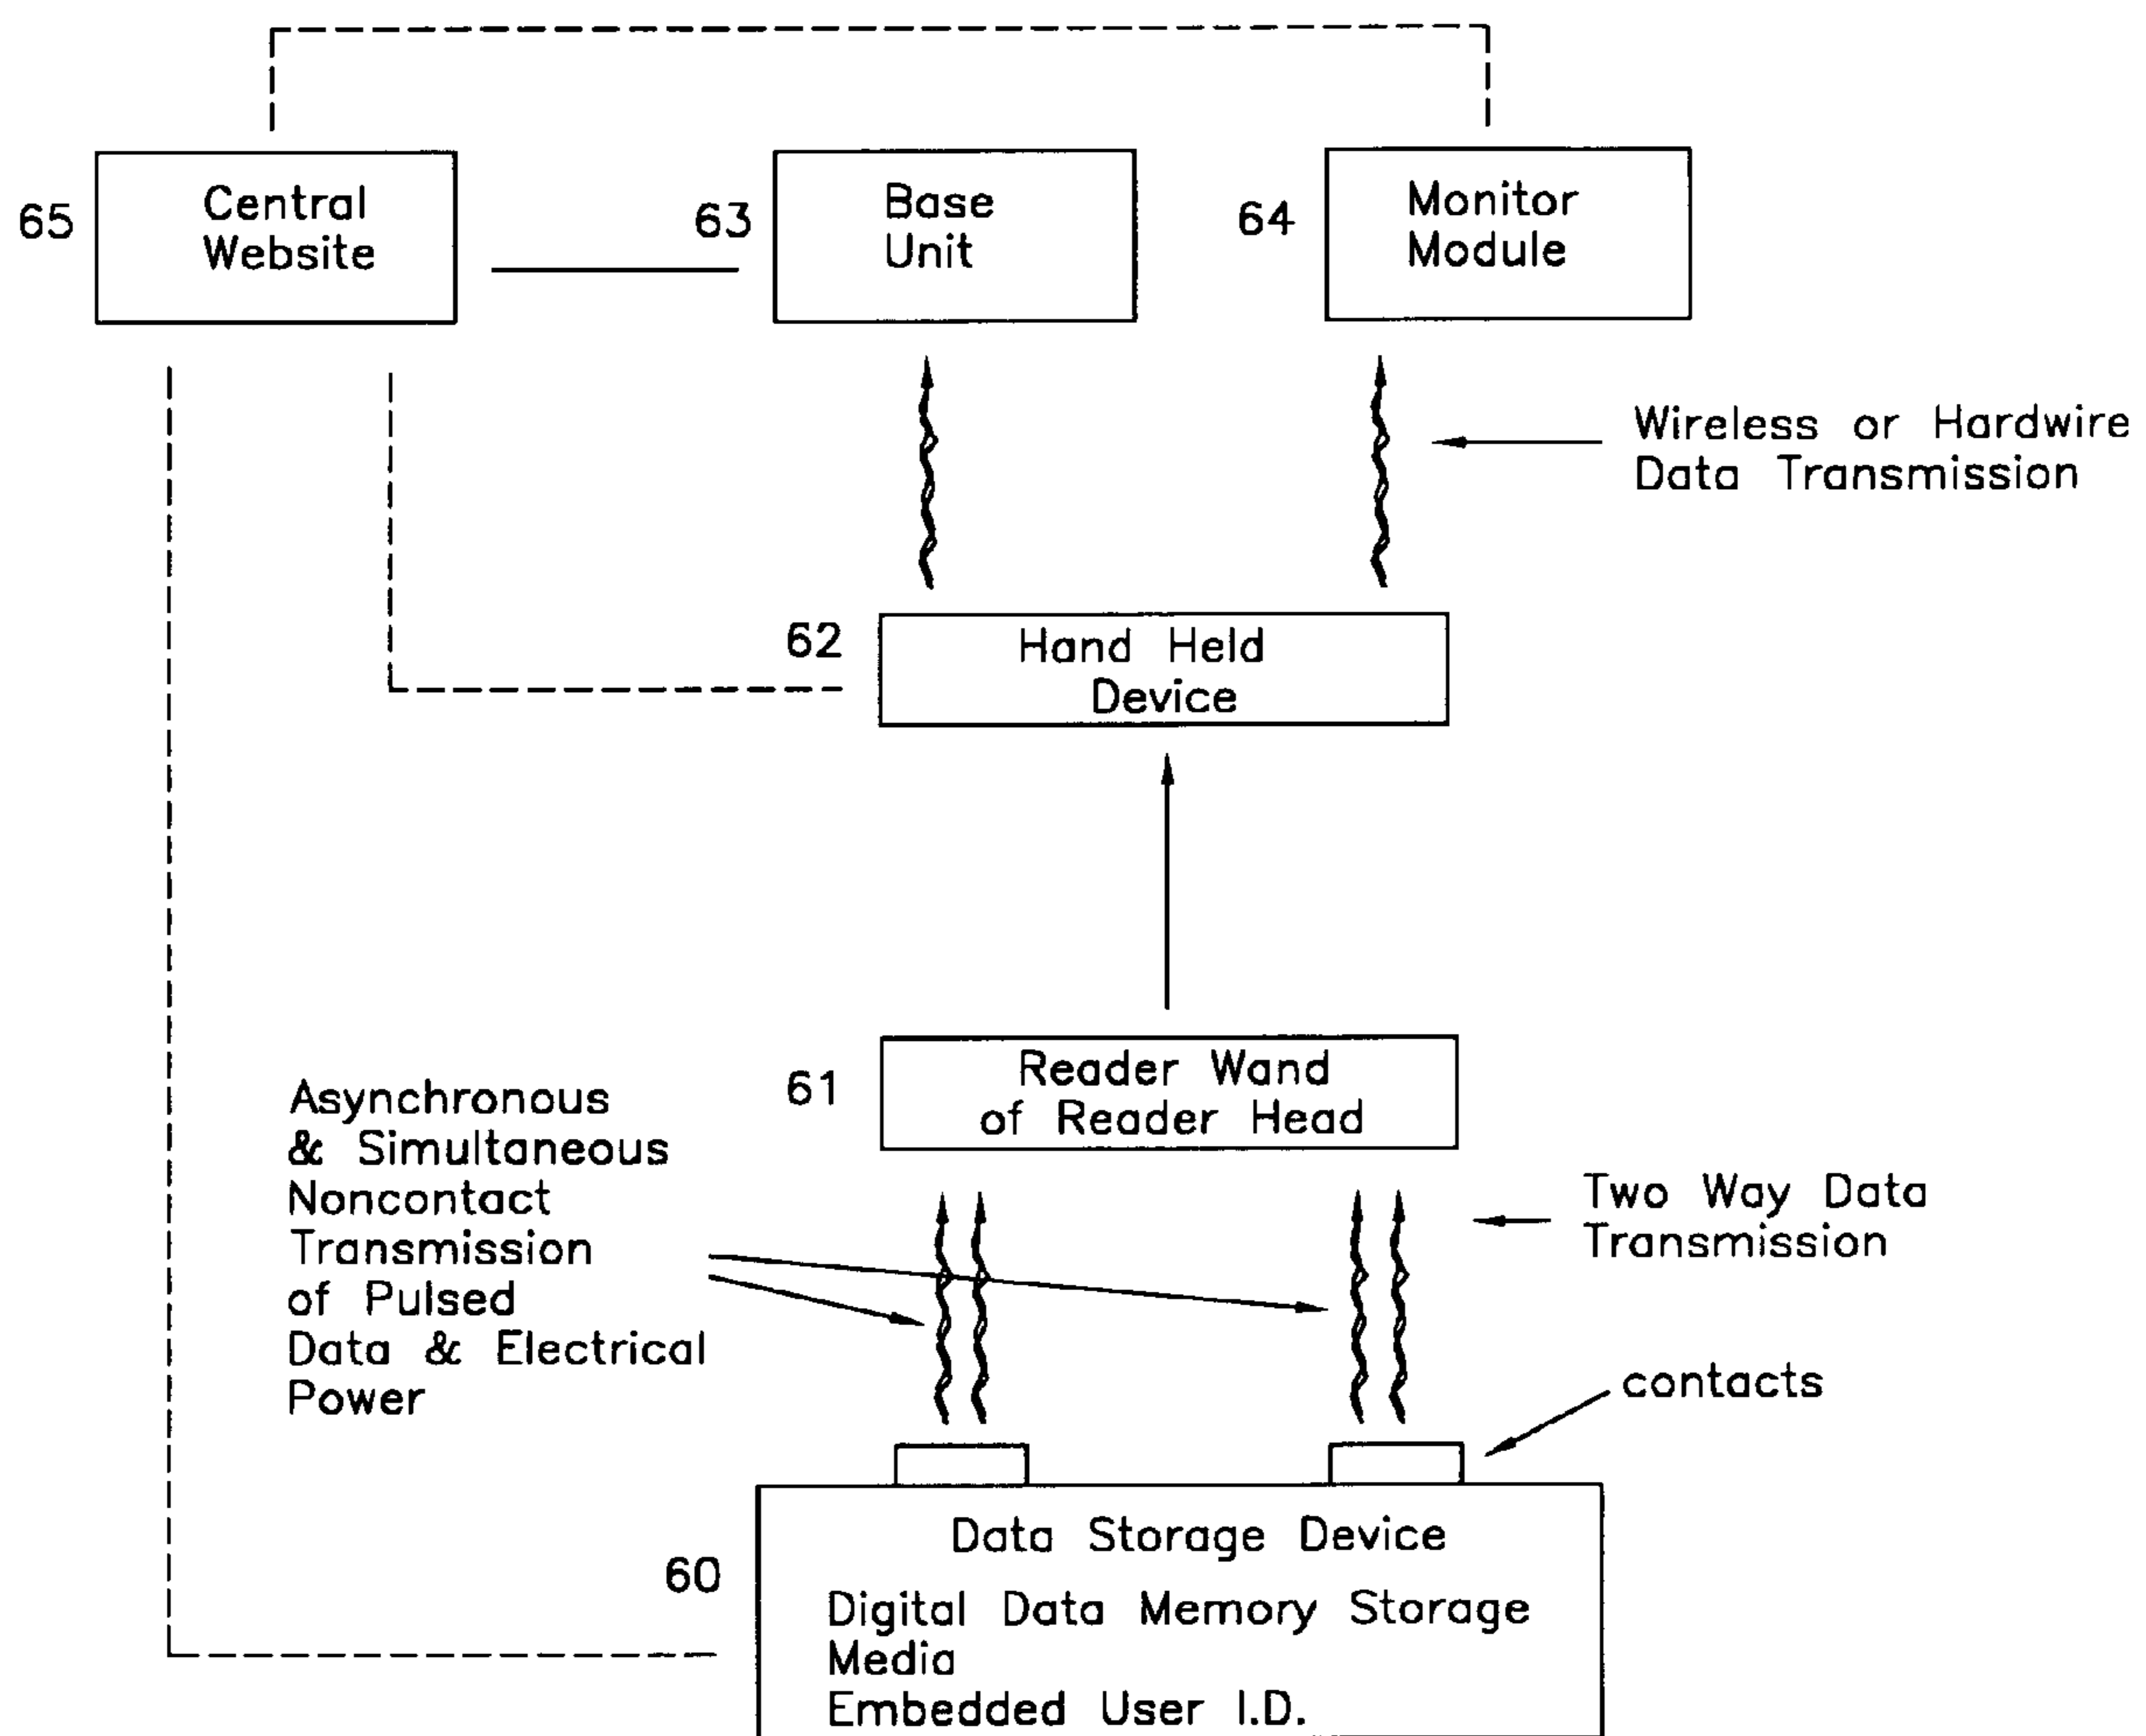 65
Central
Website
63
Base
Unit
64
Monitor
Module
Wireless or Hardwire
Data Transmission
62
Hand Held
Device
61
Reader Wand
of Reader Head
Asynchronous
& Simultaneous
Noncontact
Transmission
of Pulsed
Data & Electrical
Power
Two Way Data
Transmission
contacts
60
Data Storage Device
Digital Data Memory Storage
Media
Embedded User I.D.